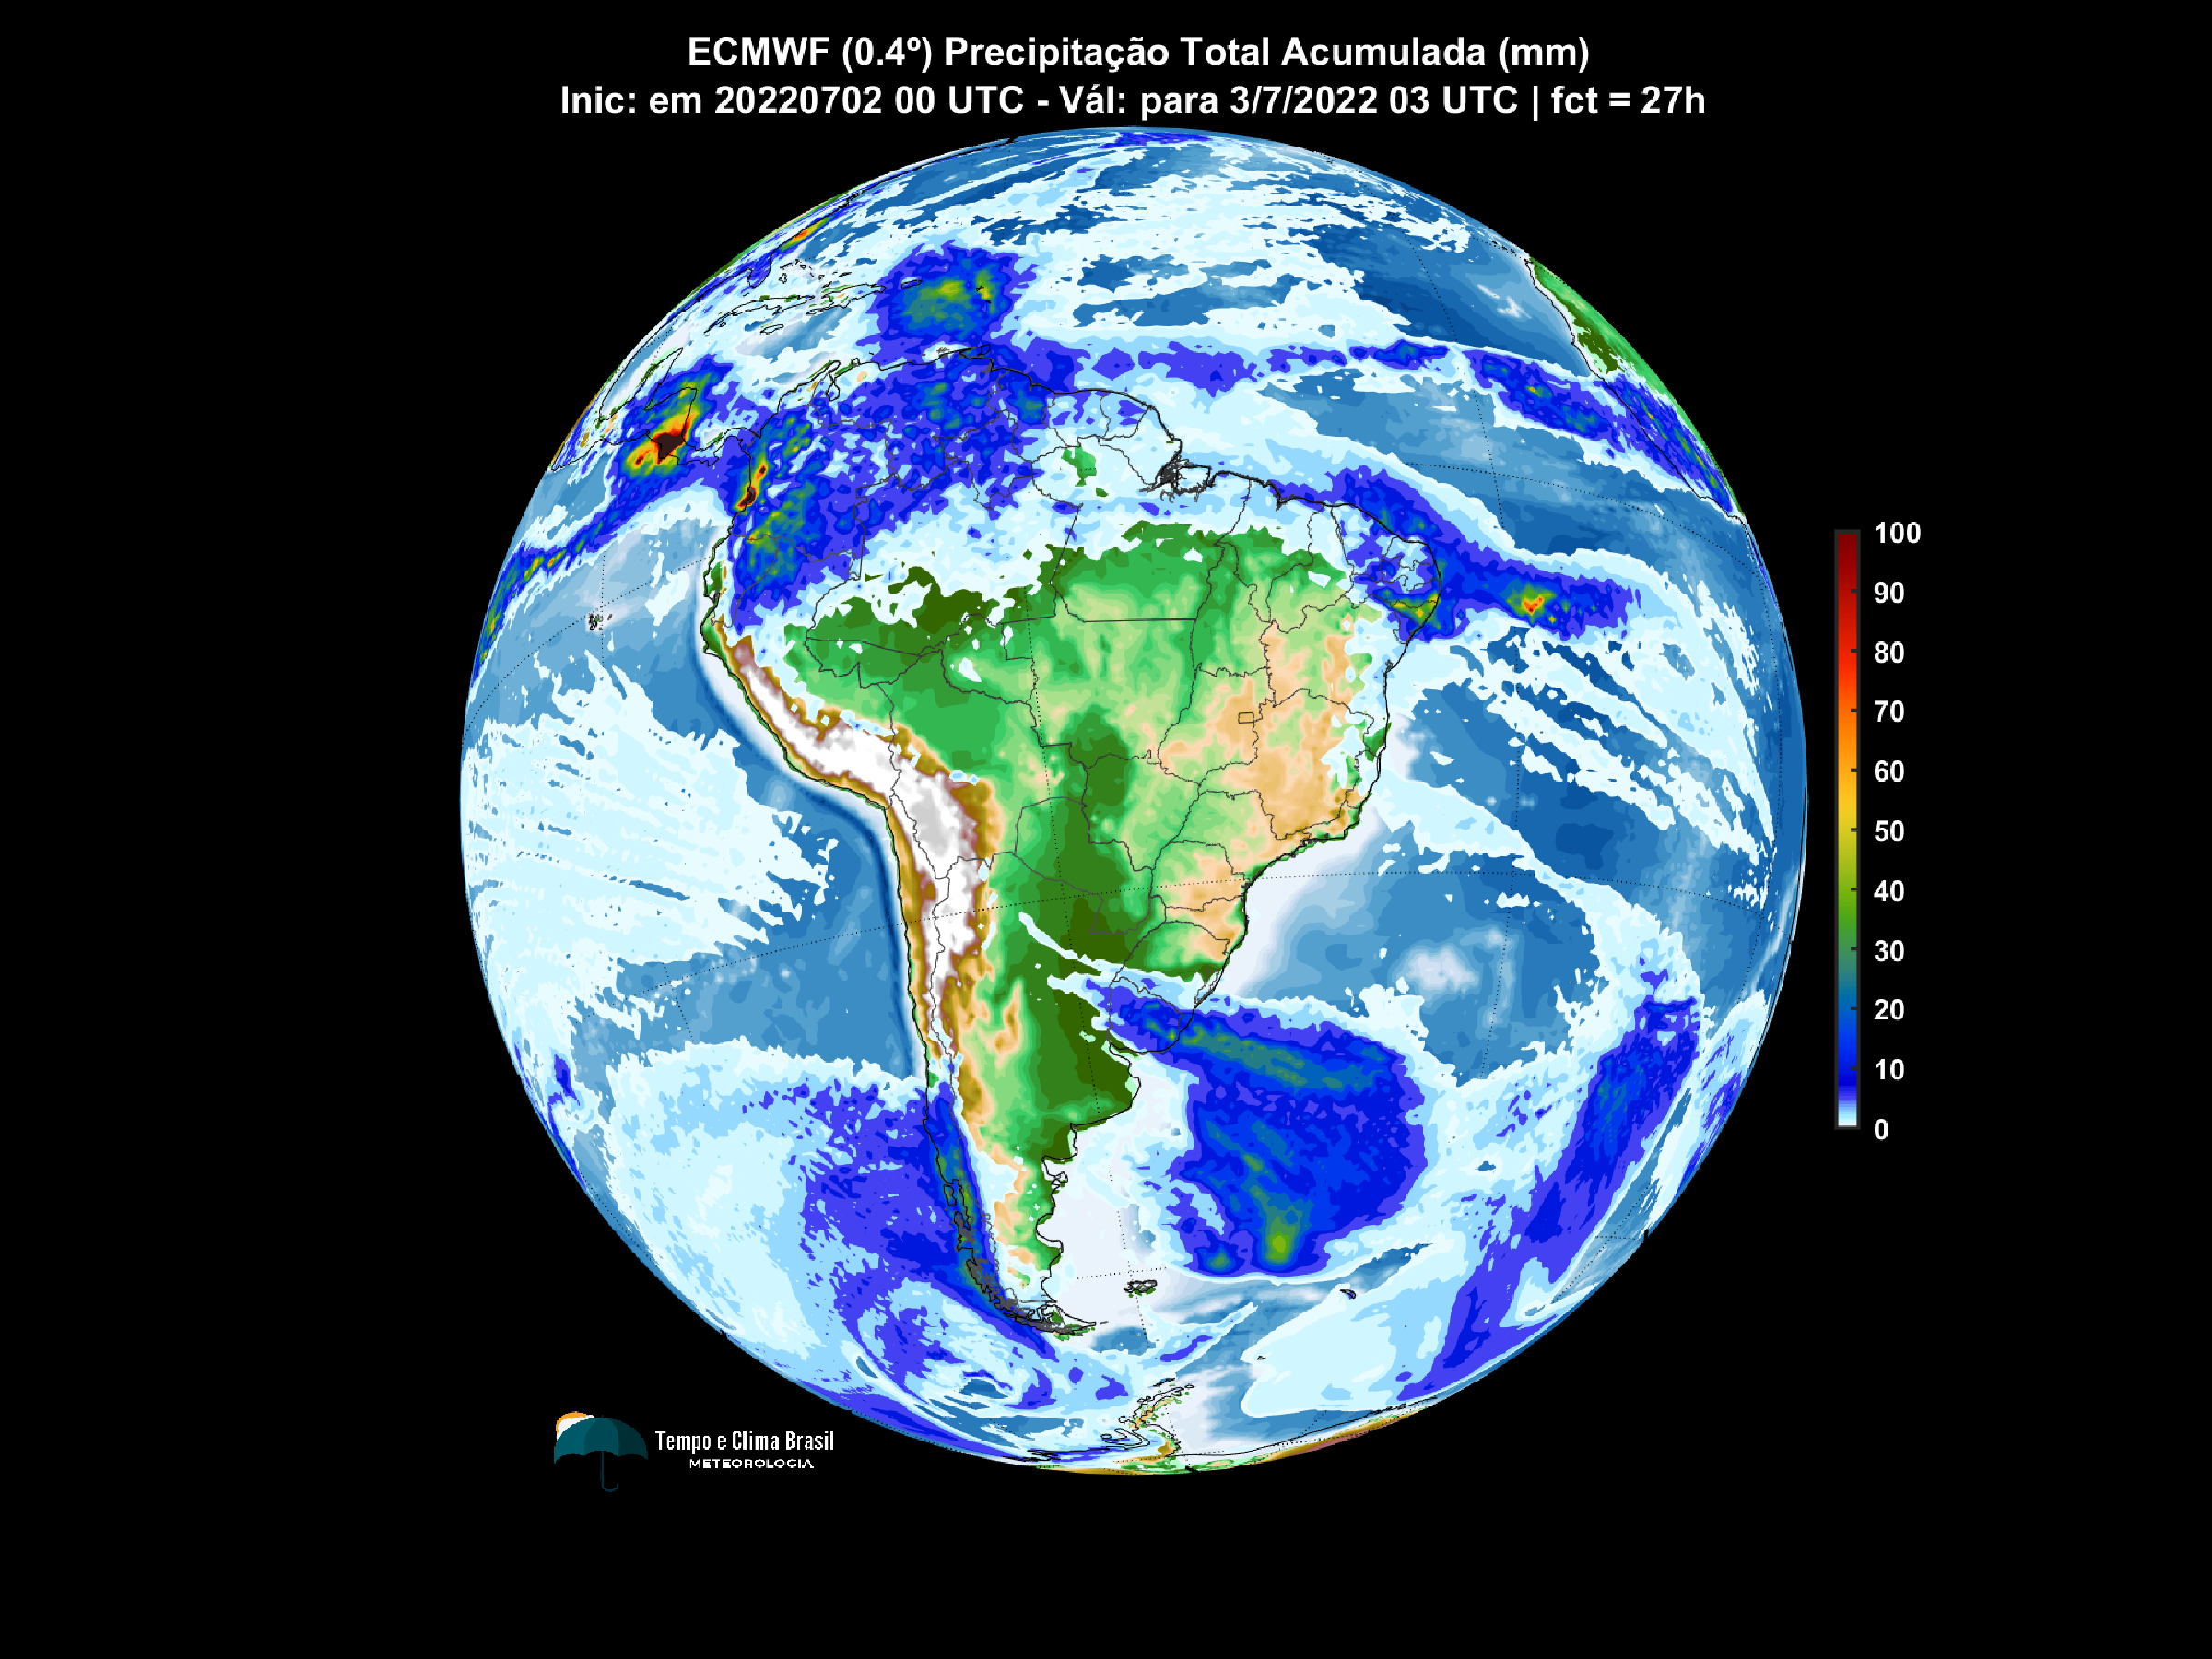 ECMWF (0.4º) Precipitação Total Acumulada (mm)
Inic: em 20220702 00 UTC - Vál: para 3/7/2022 03 UTC | fct = 27h
100
90
80
70
60
50
40
30
20
10
0
Tempo e Clima Brasil
METEOROLOGIA